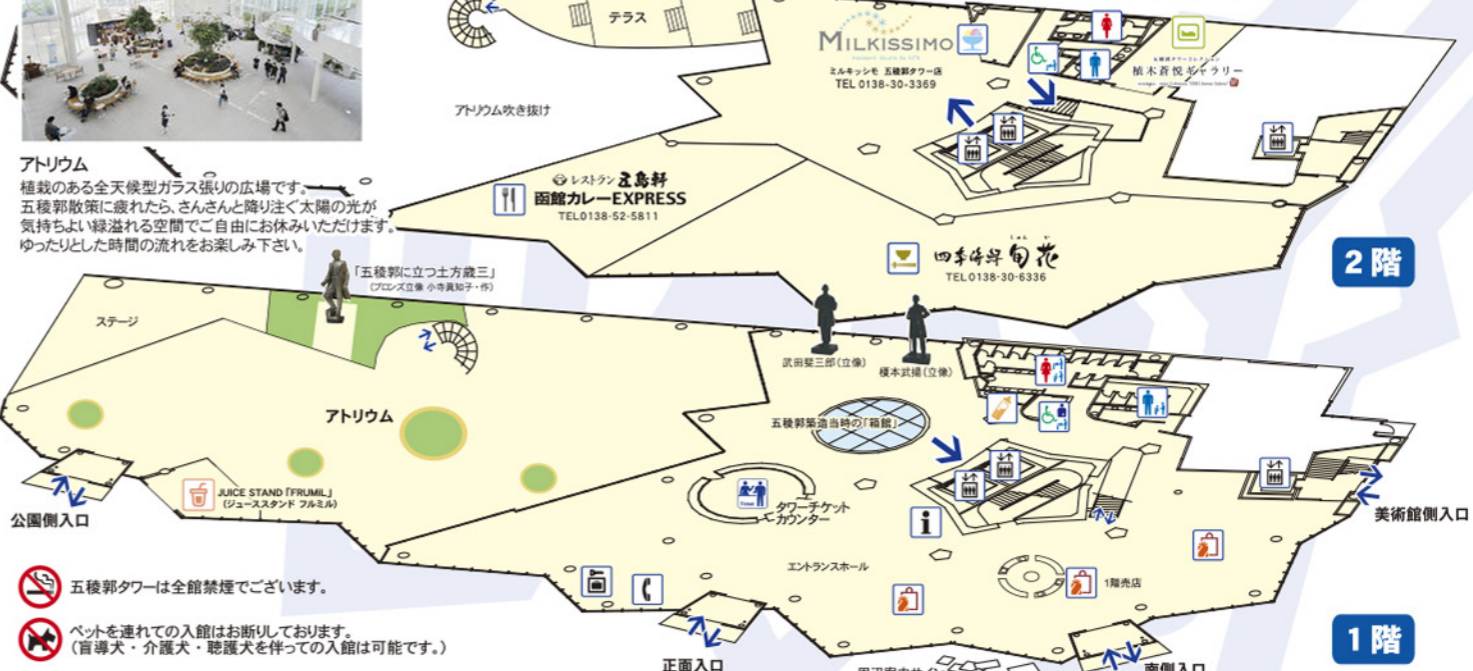 テラス
MILKISSIMO
ミルキッシモ 五稜郭タワー店
TEL 0138-30-3369
植木蒼悦ギャラリー
アトリウム吹き抜け
アトリウム
植栽のある全天候型ガラス張りの広場です。
五稜郭散策に疲れたら、さんさんと降り注ぐ太陽の光が
気持ちよい緑溢れる空間でご自由にお休みいただけます。
ゆったりとした時間の流れをお楽しみ下さい。
レストラン 五島軒
函館カレーEXPRESS
TEL0138-52-5811
四季海鮮 旬花
TEL0138-30-6336
2階
「五稜郭に立つ土方歳三」
(ブロンズ立像 小寺眞知子・作)
ステージ
武田斐三郎(立像)
榎本武揚(立像)
アトリウム
五稜郭築造当時の「箱館」
JUICE STAND「FRUMIL」
(ジューススタンド フルミル)
公園側入口
タワーチケット
カウンター
美術館側入口
エントランスホール
1階売店
五稜郭タワーは全館禁煙でございます。
ペットを連れての入館はお断りしております。
(盲導犬・介護犬・聴護犬を伴っての入館は可能です。)
1階
正面入口
南側入口